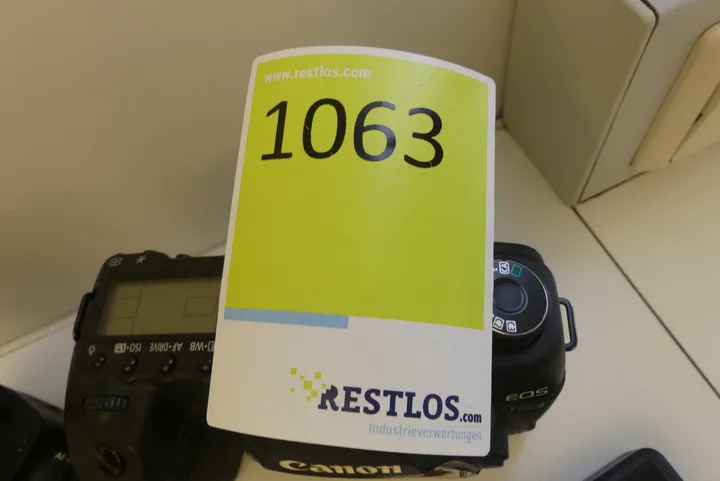 www.restlos.com
1063
RESTLOS.com
Industrieverwertungen
ISO
AF•DRIVE
WB
EOS
Canon